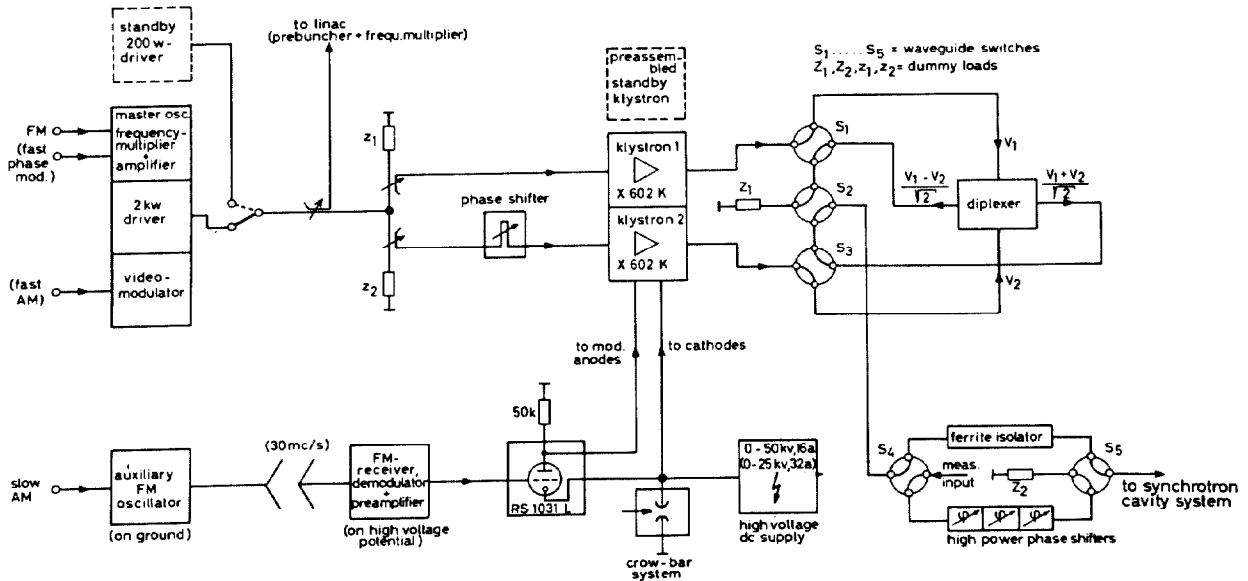 standby
200 w-
driver
to linac
(prebuncher + frequ. multiplier)
preassem-
bled
standby
klystron
S1 ..... S5 = waveguide switches
Z1, Z2, z1, z2 = dummy loads
FM
(fast
phase
mod.)
master osc.
frequency-
multiplier
+
amplifier
2 kw
driver
video-
modulator
(fast
AM)
z1
z2
phase shifter
klystron 1
X 602 K
klystron 2
X 602 K
S1
S2
S3
Z1
V1
V1 - V2
√2
diplexer
V1 + V2
√2
V2
to mod.
anodes
to cathodes
slow
AM
auxiliary
FM
oscillator
(on ground)
(30 mc/s)
FM-
receiver,
demodulator
+
preamplifier
(on high voltage
potential)
50k
RS 1031 L
crow-bar
system
0 - 50 kv, 16a
(0 - 25 kv, 32a)
high voltage
dc supply
S4
ferrite isolator
S5
meas.
input
Z2
φ φ φ
high power phase shifters
to synchrotron
cavity system